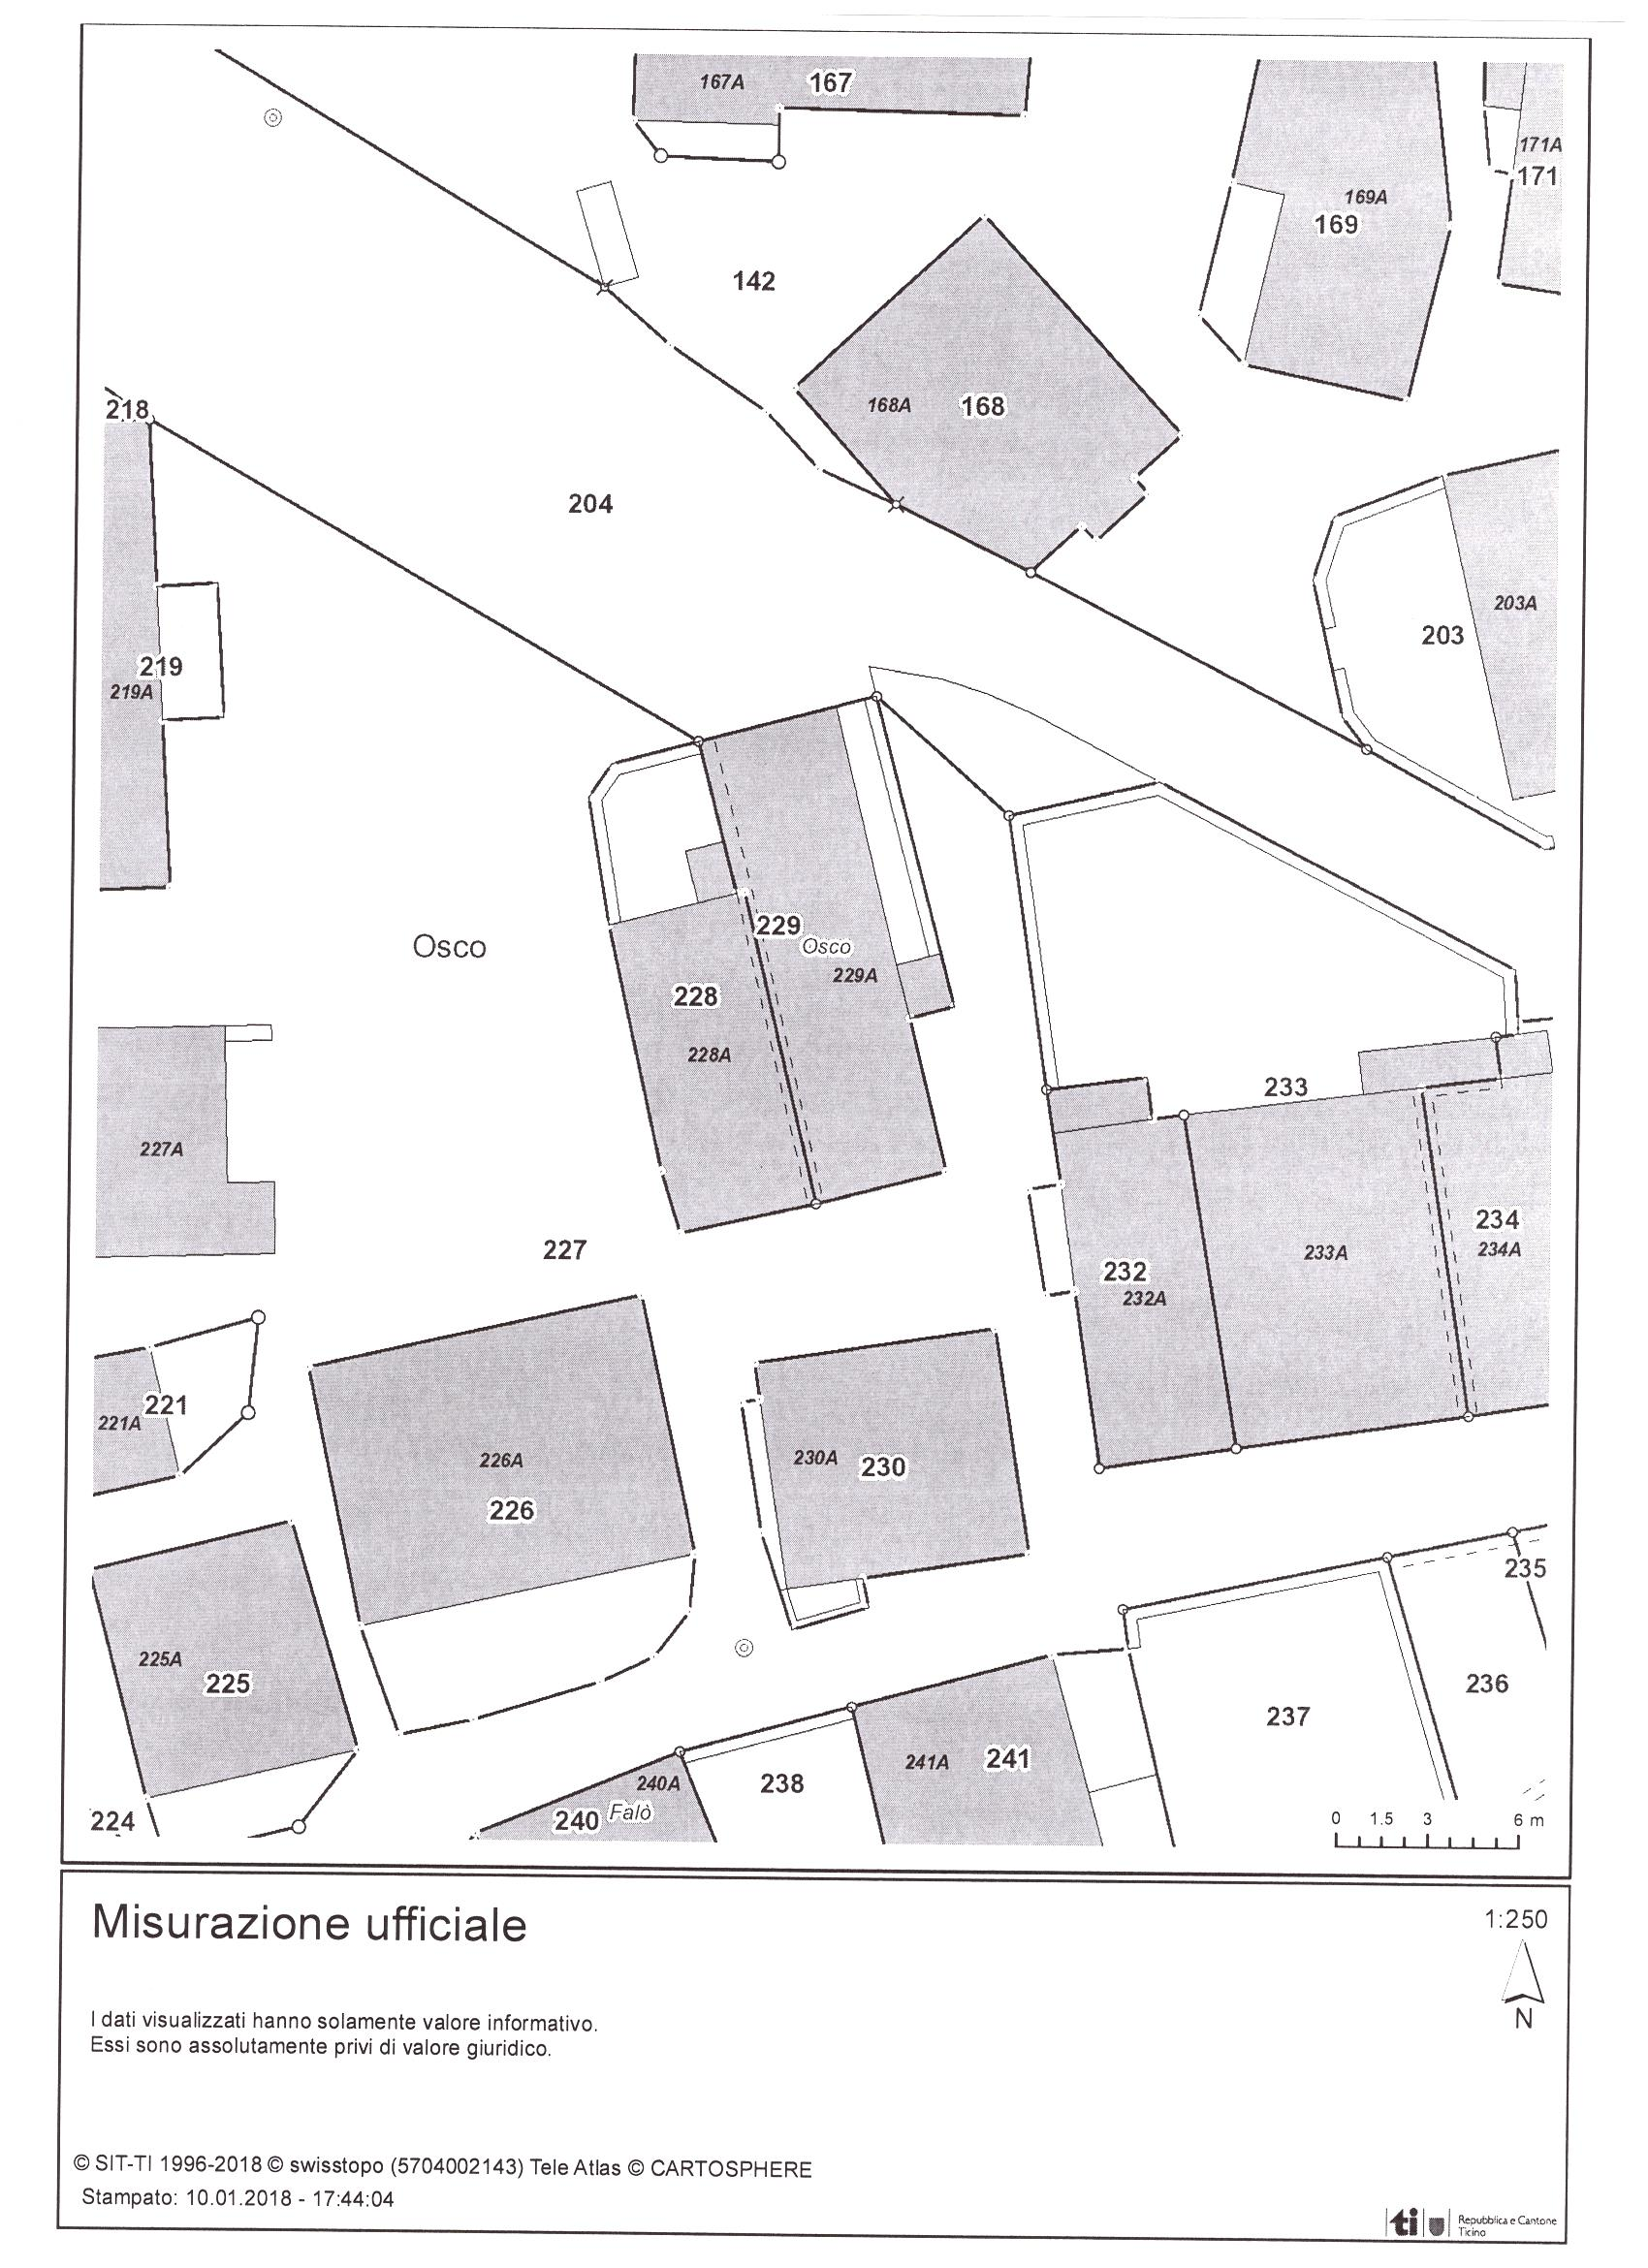 167A 167
171A
171
169A
169
142
218
168A 168
204
203A
203
219
219A
229
Osco
Osco
229A
228
228A
233
227A
234
234A
227
233A
232
232A
221
221A
226A
230A 230
226
235
225A
225
236
237
241A 241
240A 238
240 Falò
224
0 1.5 3 6 m
Misurazione ufficiale
1:250
N
I dati visualizzati hanno solamente valore informativo.
Essi sono assolutamente privi di valore giuridico.
© SIT-TI 1996-2018 © swisstopo (5704002143) Tele Atlas © CARTOSPHERE
Stampato: 10.01.2018 - 17:44:04
ti
Repubblica e Cantone
Ticino